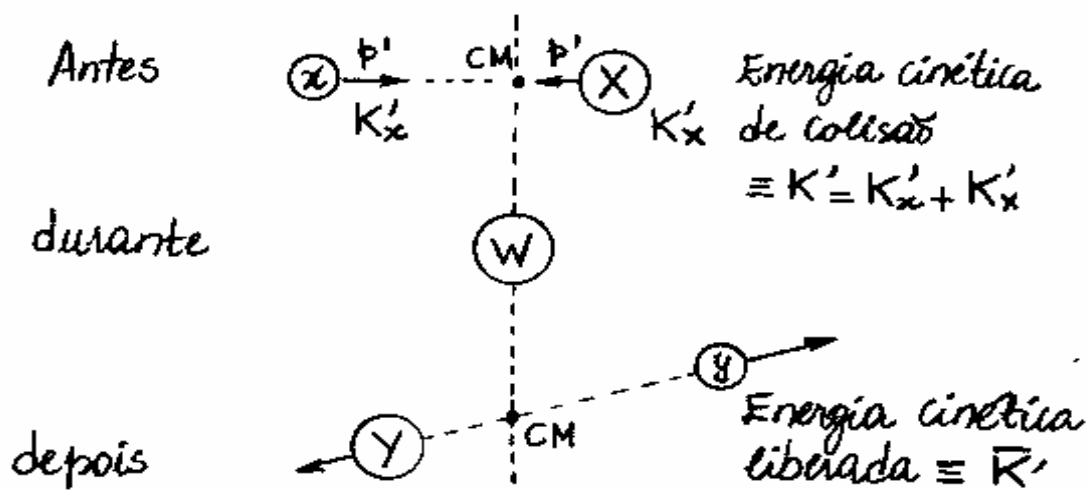 Antes
x
p'
K'x
CM
p'
X
K'x
Energia cinética
de colisão
≡ K' = K'x + K'x
durante
W
depois
Y
CM
y
Energia cinética
liberada ≡ K̅'